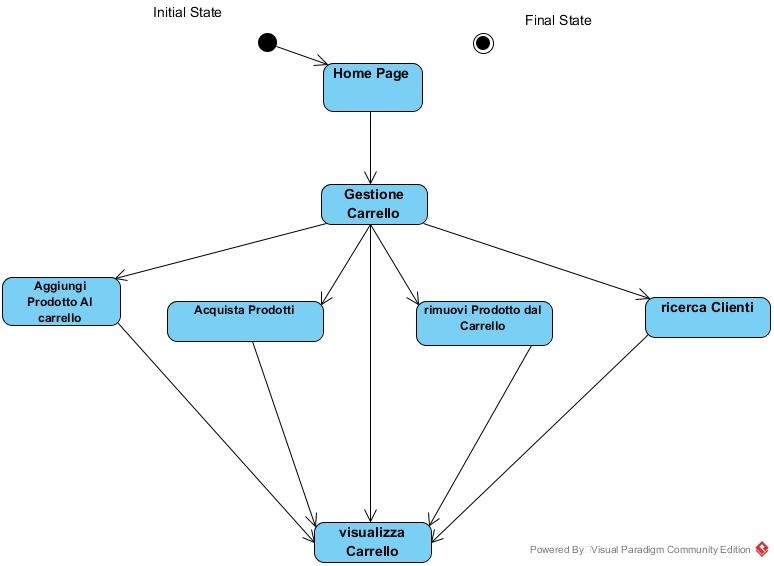 Initial State
Final State
Home Page
Gestione
Carrello
Aggiungi
Prodotto Al
carrello
Acquista Prodotti
rimuovi Prodotto dal
Carrello
ricerca Clienti
visualizza
Carrello
Powered By Visual Paradigm Community Edition